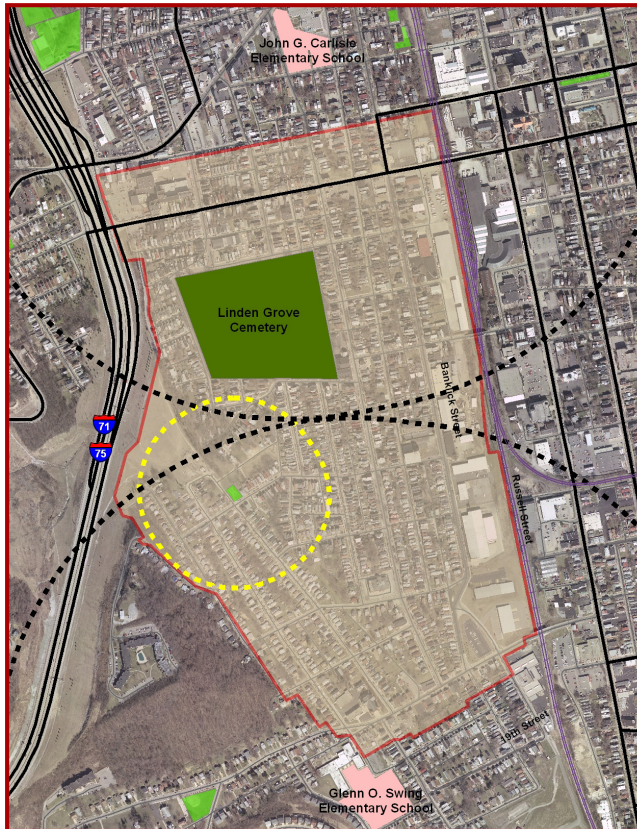 John G. Carlisle
Elementary School
Linden Grove
Cemetery
Banklick Street
71
75
Russell Street
19th Street
Glenn O. Swing
Elementary School